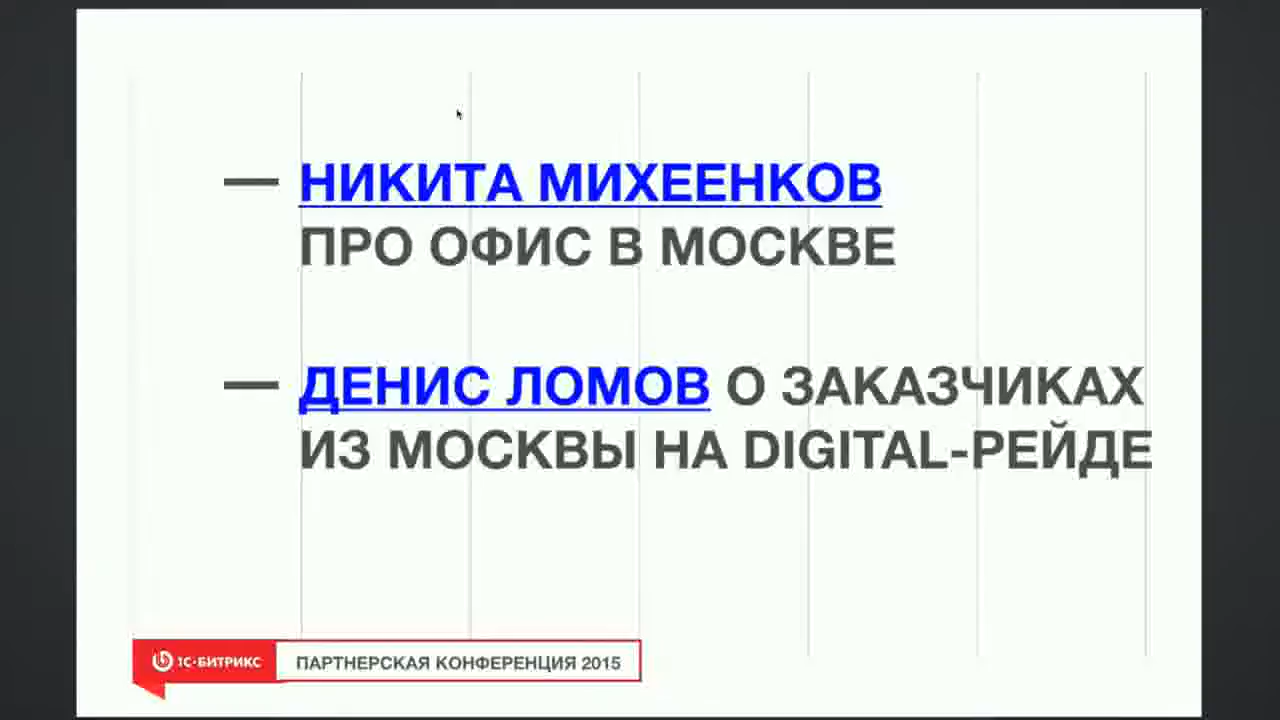 — НИКИТА МИХЕЕНКОВ
ПРО ОФИС В МОСКВЕ
— ДЕНИС ЛОМОВ О ЗАКАЗЧИКАХ
ИЗ МОСКВЫ НА DIGITAL-РЕЙДЕ
1С-БИТРИКС ПАРТНЕРСКАЯ КОНФЕРЕНЦИЯ 2015